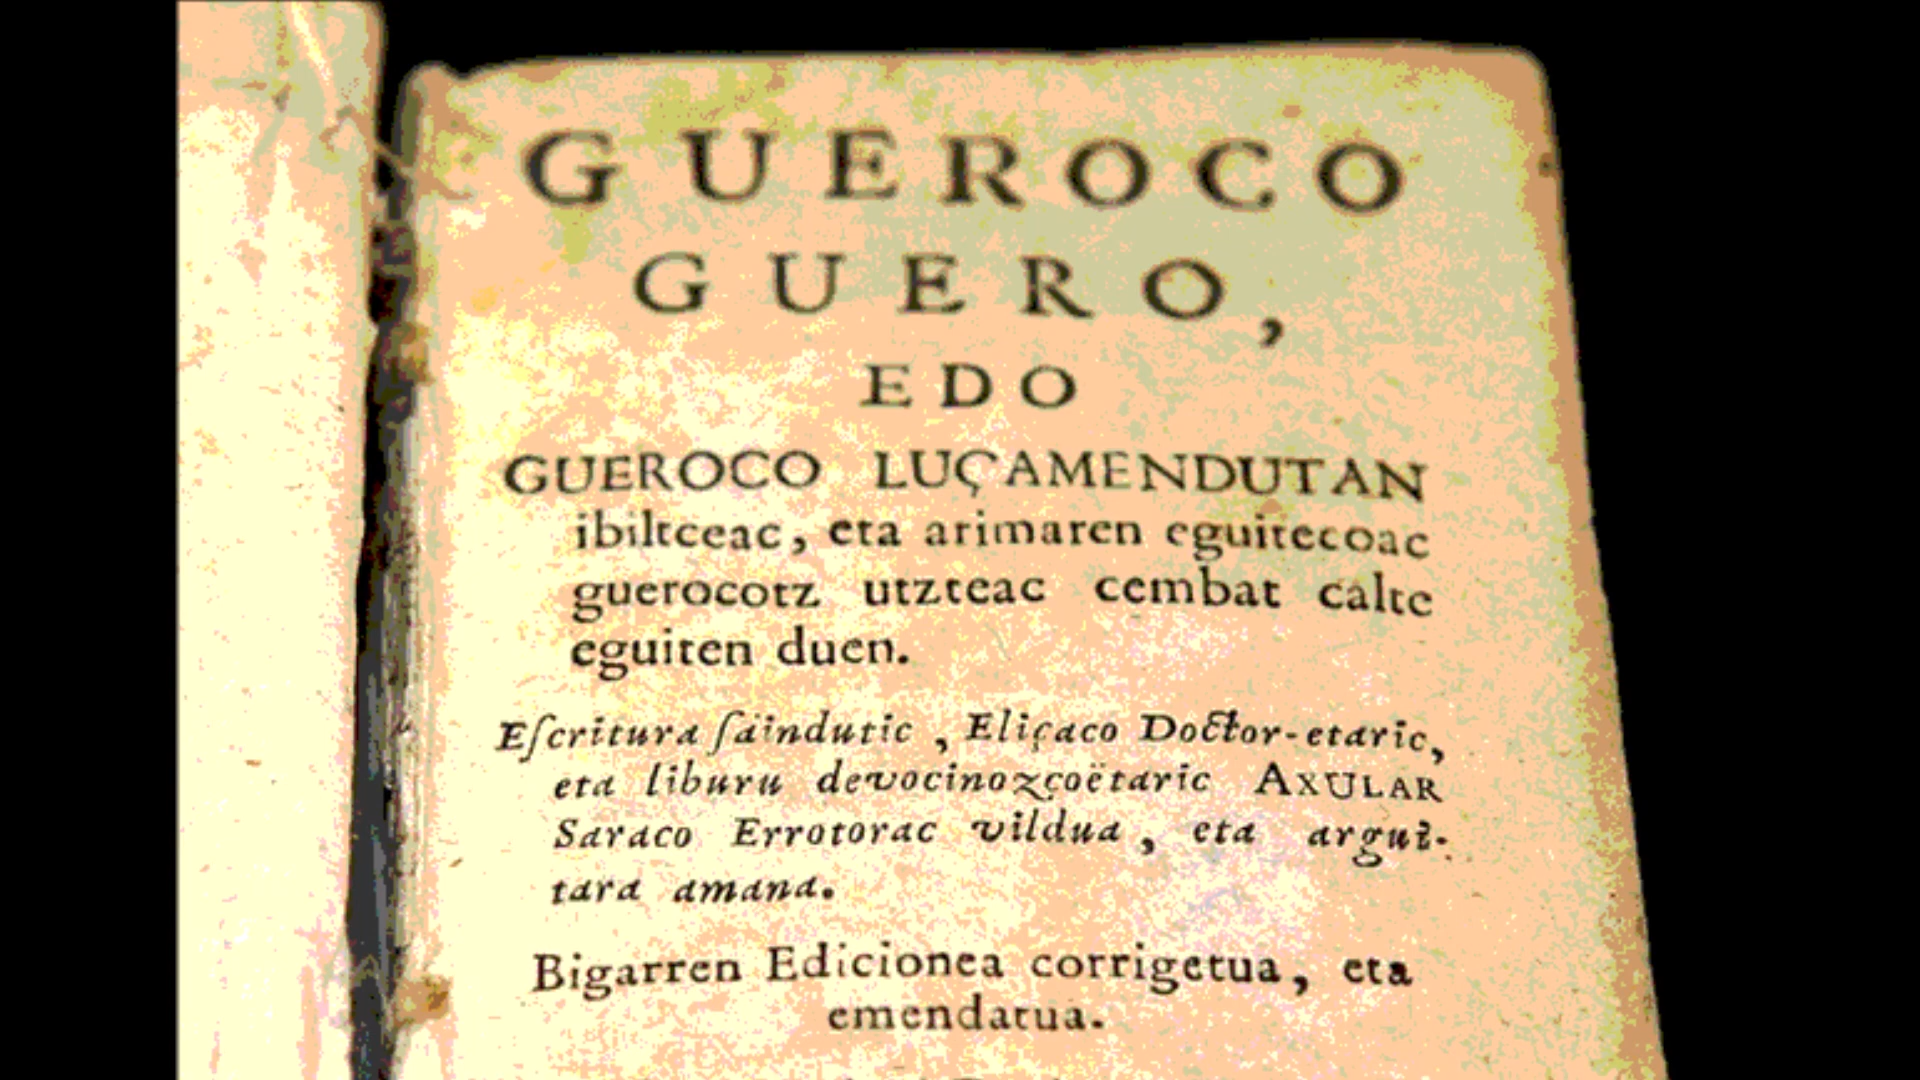 GUEROCO
GUERO,
EDO
GUEROCO LUÇAMENDUTAN
ibiltceac, eta arimaren eguitecoac
guerocotz utzteac cembat calte
eguiten duen.
Eſcritura ſaindutic, Eliçaco Doctor-etaric,
eta liburu devocinozçoëtaric AXULAR
Saraco Errotorac vildua, eta argui-
tara amana.
Bigarren Edicionea corrigetua, eta
emendatua.